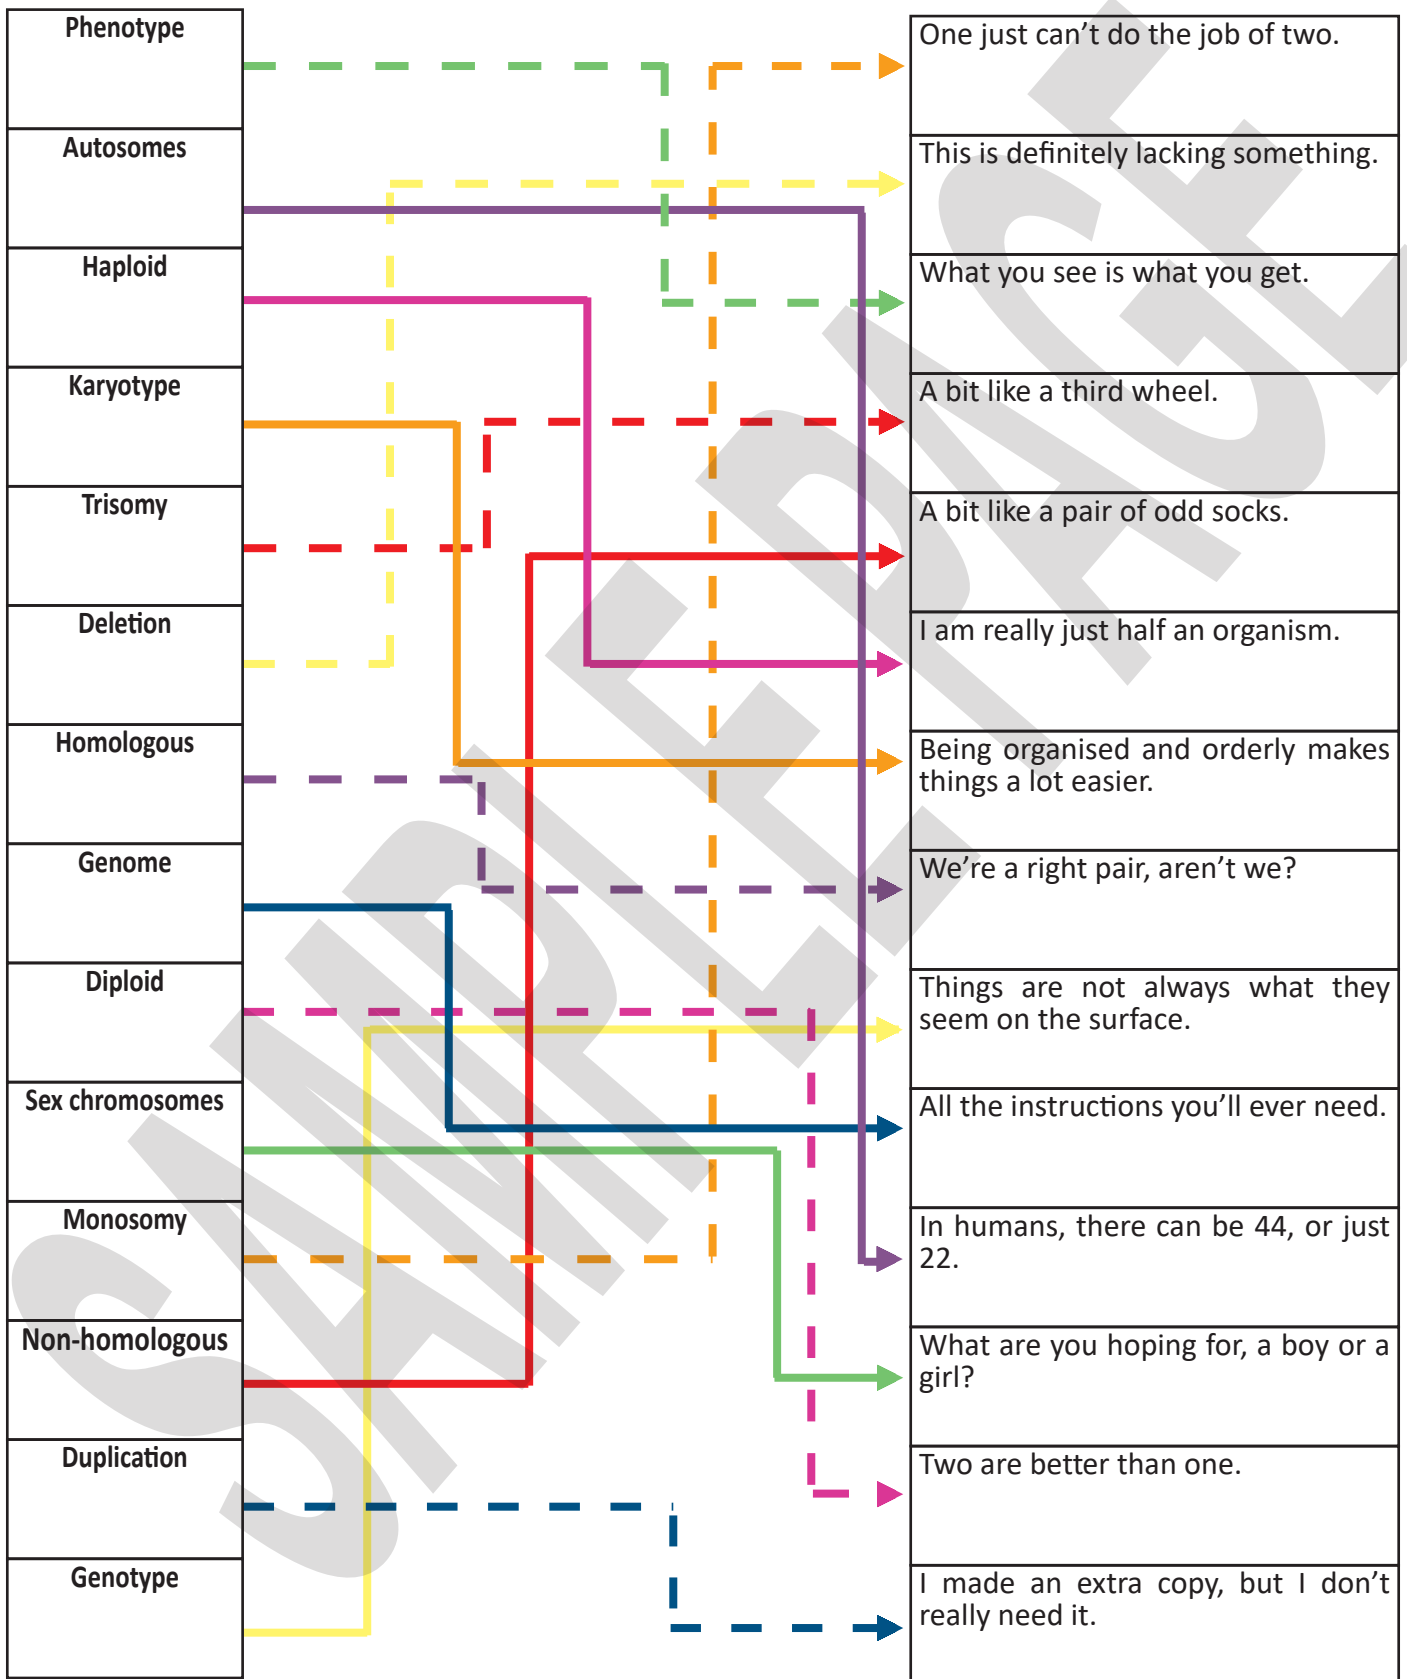 Phenotype
Autosomes
Haploid
Karyotype
Trisomy
Deletion
Homologous
Genome
Diploid
Sex chromosomes
Monosomy
Non-homologous
Duplication
Genotype
One just can’t do the job of two.
This is definitely lacking something.
What you see is what you get.
A bit like a third wheel.
A bit like a pair of odd socks.
I am really just half an organism.
Being organised and orderly makes
things a lot easier.
We’re a right pair, aren’t we?
Things are not always what they
seem on the surface.
All the instructions you’ll ever need.
In humans, there can be 44, or just
22.
What are you hoping for, a boy or a
girl?
Two are better than one.
I made an extra copy, but I don’t
really need it.
SAMPLE PAGE